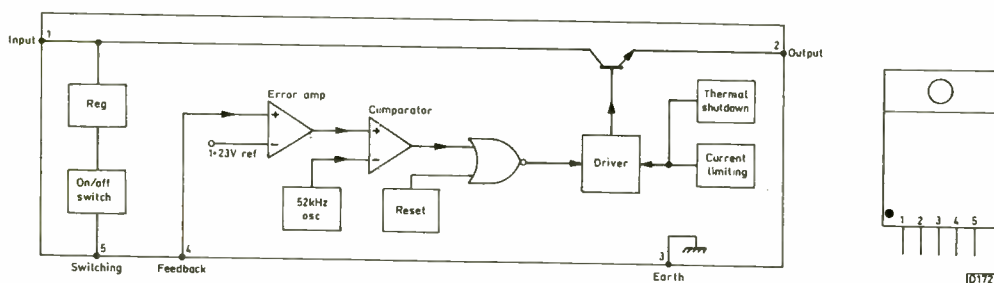 Input
1
2
Output
Reg
On/off
switch
5
Switching
Error amp
+
−
1·23V ref
4
Feedback
Comparator
+
−
52kHz
osc
Reset
Driver
Thermal
shutdown
Current
limiting
3
Earth
1 2 3 4 5
D172